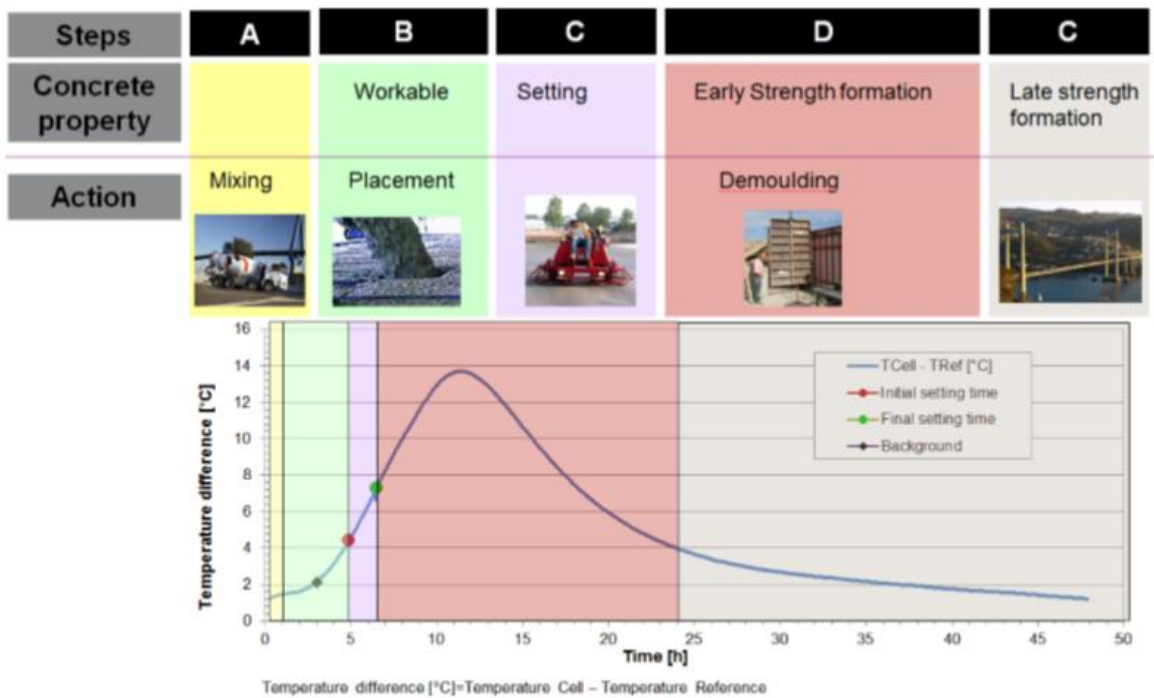 Steps A B C D C
Concrete property Workable Setting Early Strength formation Late strength formation
Action Mixing Placement Demoulding
16
14
12
10
8
6
4
2
0
Temperature difference [°C]
TCell - TRef [°C]
Initial setting time
Final setting time
Background
0 5 10 15 20 25 30 35 40 45 50
Time [h]
Temperature difference [°C]=Temperature Cell – Temperature Reference